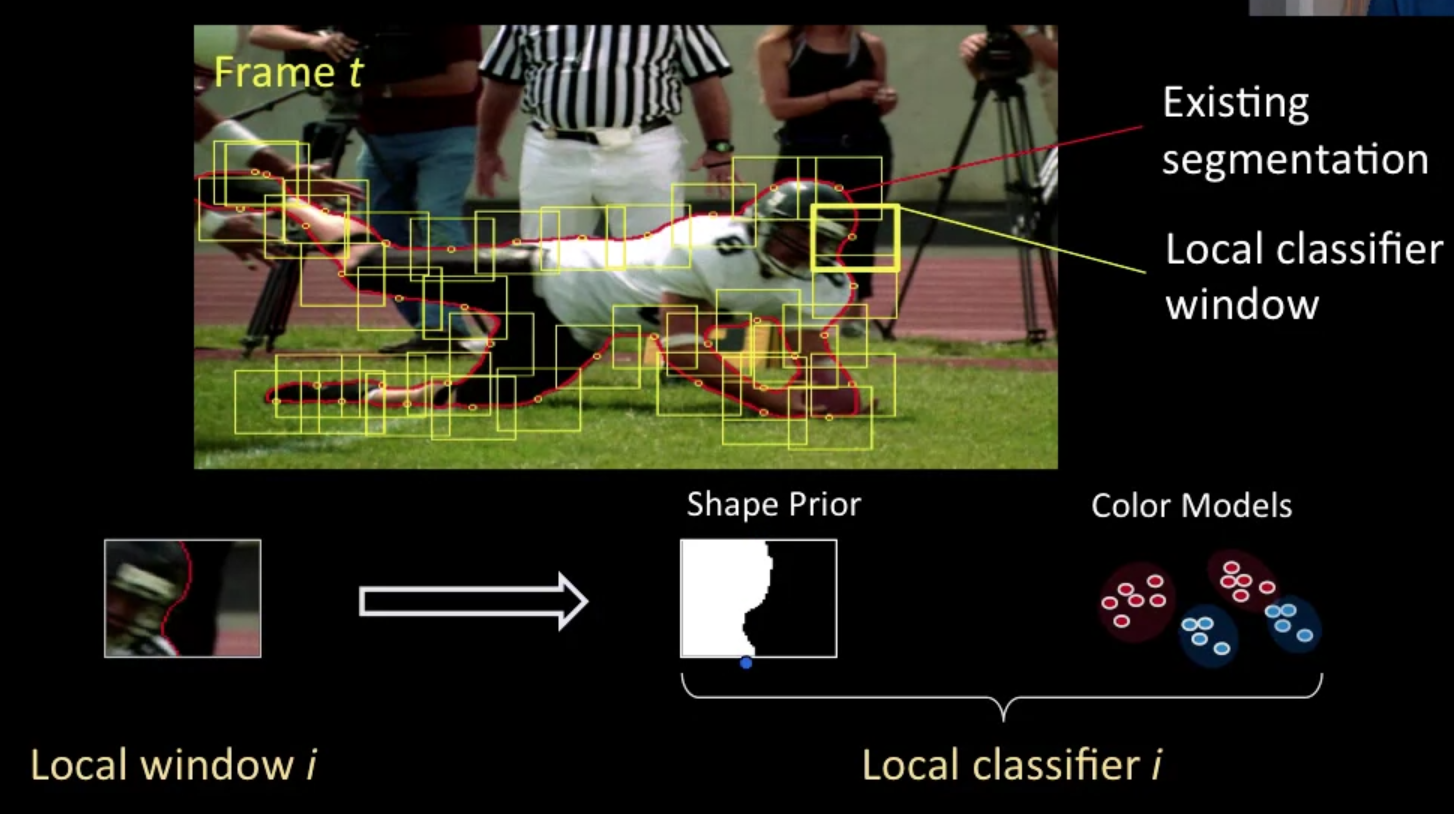 Frame t
Existing
segmentation
Local classifier
window
Shape Prior
Color Models
Local window i
Local classifier i